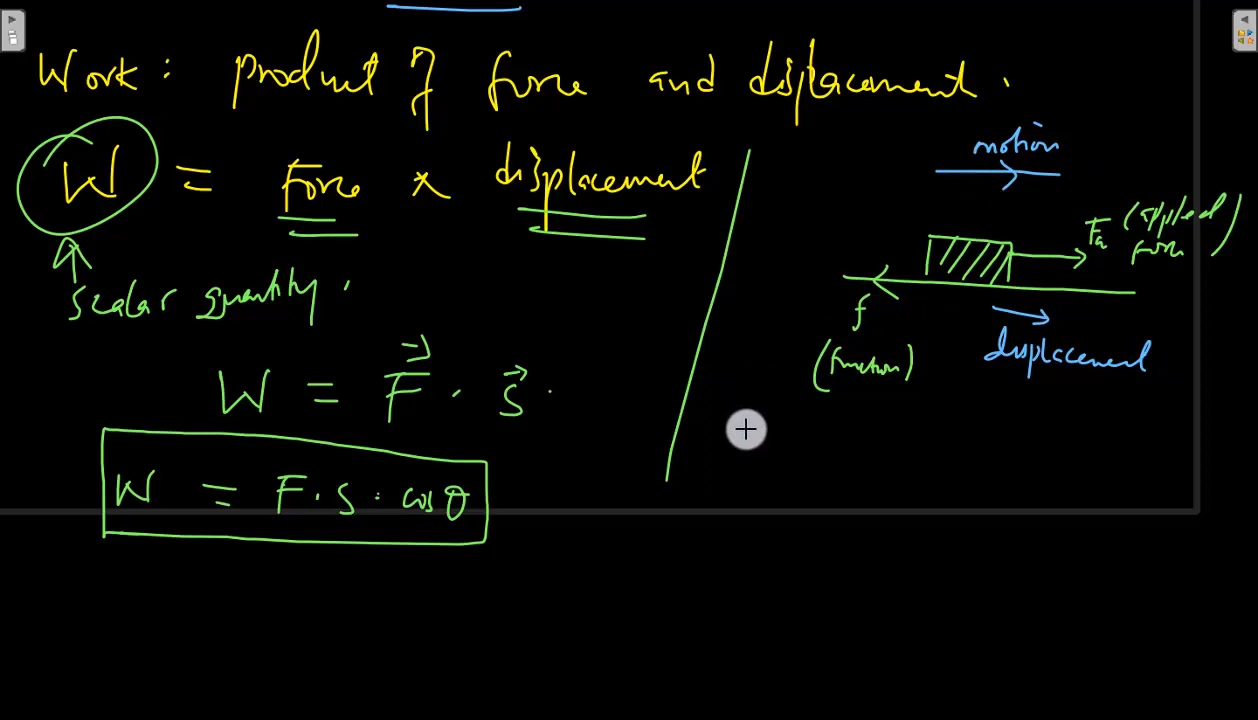 Work : product of force and displacement .
W = Force × displacement
scalar quantity .
W = F⃗ . s⃗ .
W = F . s . cos θ
motion
Fa (applied
force)
f
(friction)
displacement